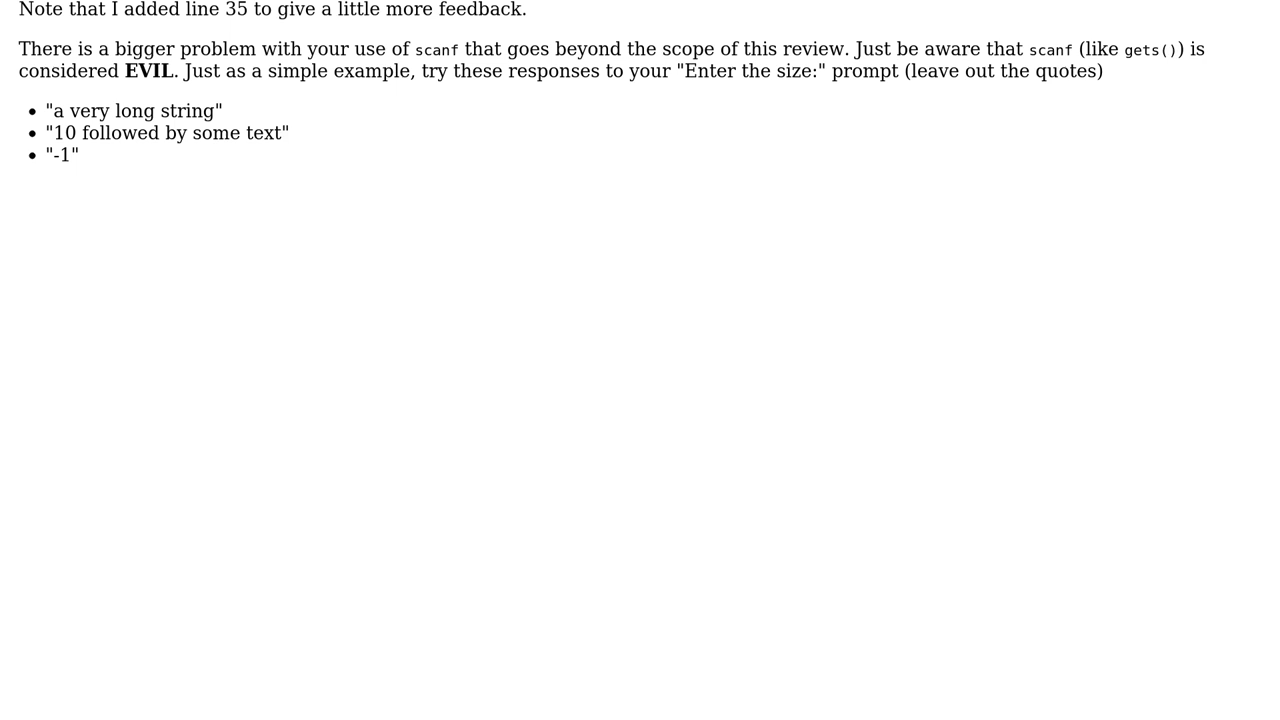 Note that I added line 35 to give a little more feedback.
There is a bigger problem with your use of scanf that goes beyond the scope of this review. Just be aware that scanf (like gets()) is
considered EVIL. Just as a simple example, try these responses to your "Enter the size:" prompt (leave out the quotes)
• "a very long string"
• "10 followed by some text"
• "-1"